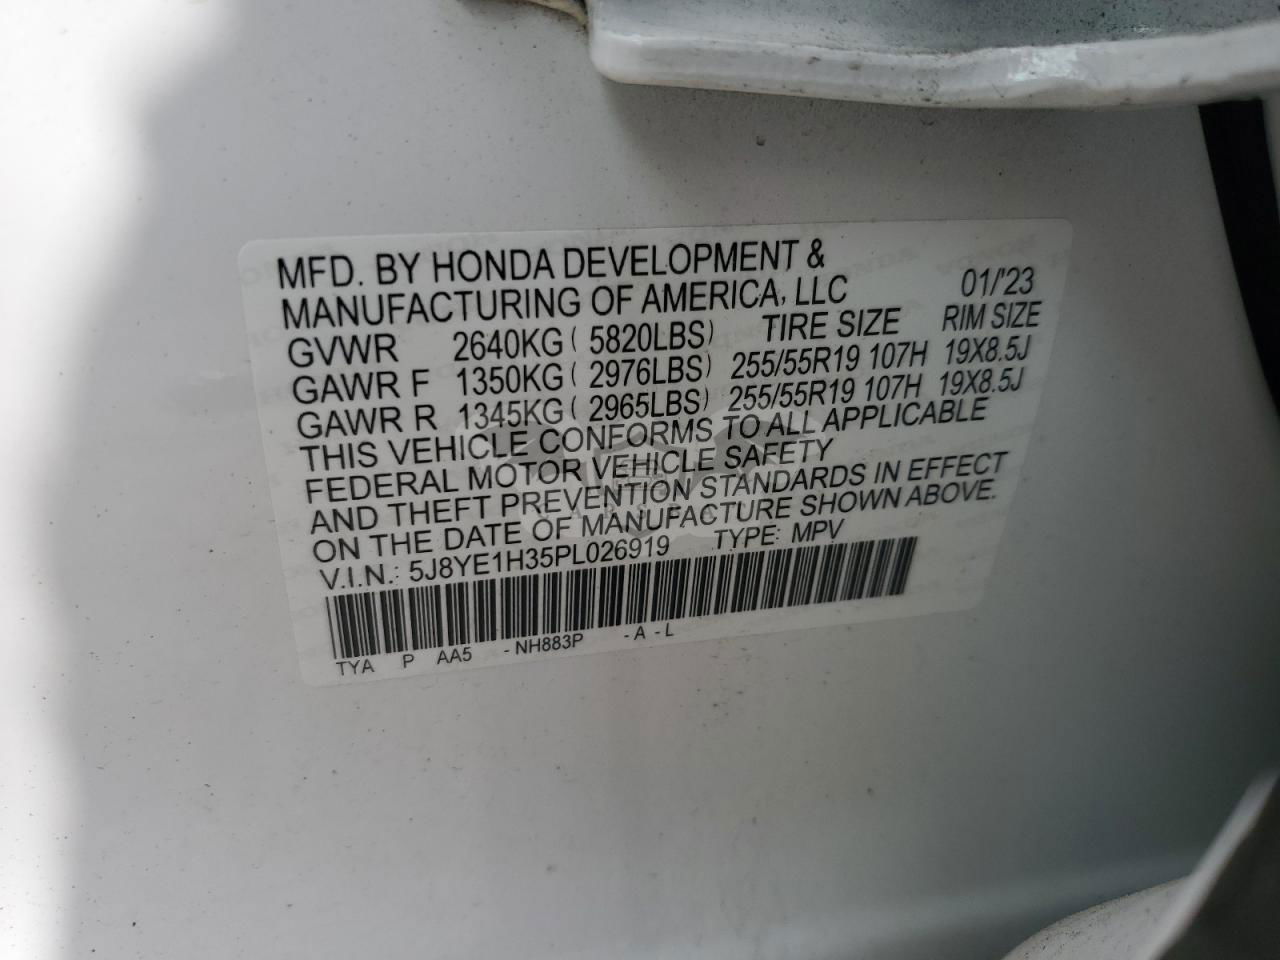 MFD. BY HONDA DEVELOPMENT &
MANUFACTURING OF AMERICA, LLC 01/'23
GVWR 2640KG ( 5820LBS) TIRE SIZE RIM SIZE
GAWR F 1350KG ( 2976LBS) 255/55R19 107H 19X8.5J
GAWR R 1345KG ( 2965LBS) 255/55R19 107H 19X8.5J
THIS VEHICLE CONFORMS TO ALL APPLICABLE
FEDERAL MOTOR VEHICLE SAFETY
AND THEFT PREVENTION STANDARDS IN EFFECT
ON THE DATE OF MANUFACTURE SHOWN ABOVE.
V.I.N.: 5J8YE1H35PL026919 TYPE: MPV
TYA P AA5 - NH883P - A - L